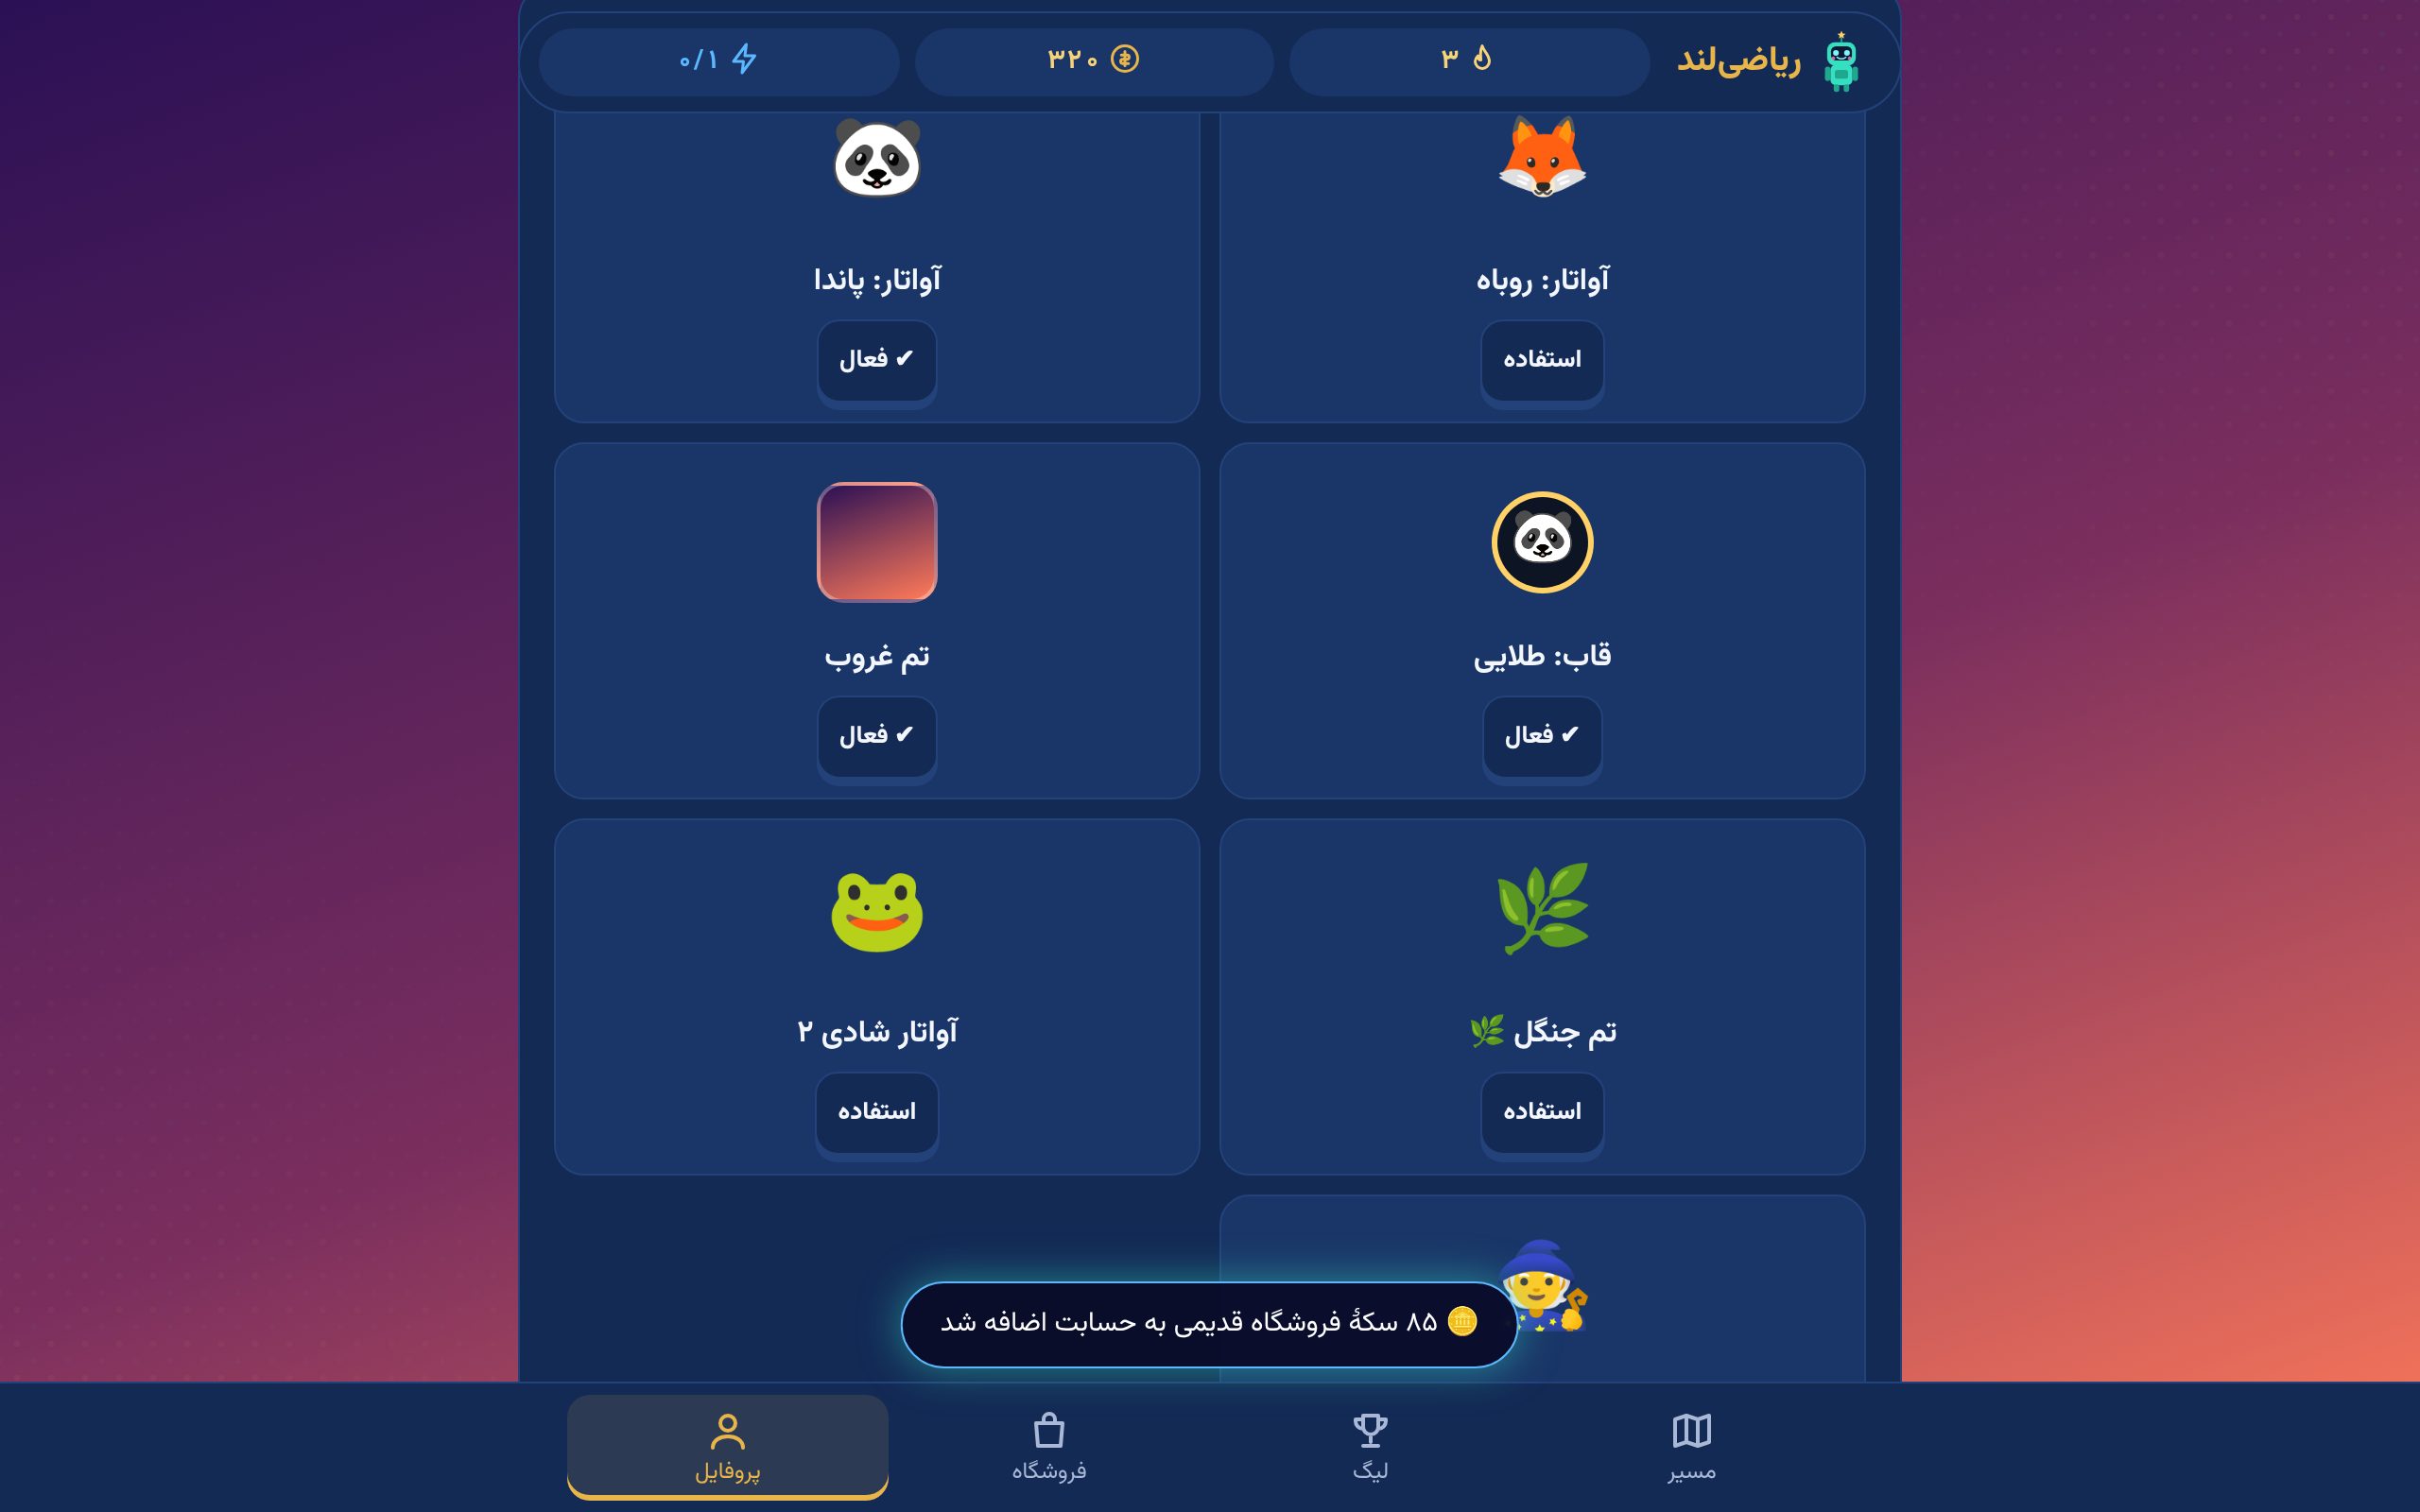 ریاضی‌لند
۳
۳۲۰
۰/۱
آواتار: روباه
استفاده
آواتار: پاندا
✔ فعال
قاب: طلایی
✔ فعال
تم غروب
✔ فعال
تم جنگل 🌿
استفاده
آواتار شادی ۲
استفاده
🪙 ۸۵ سکهٔ فروشگاه قدیمی به حسابت اضافه شد
مسیر
لیگ
فروشگاه
پروفایل